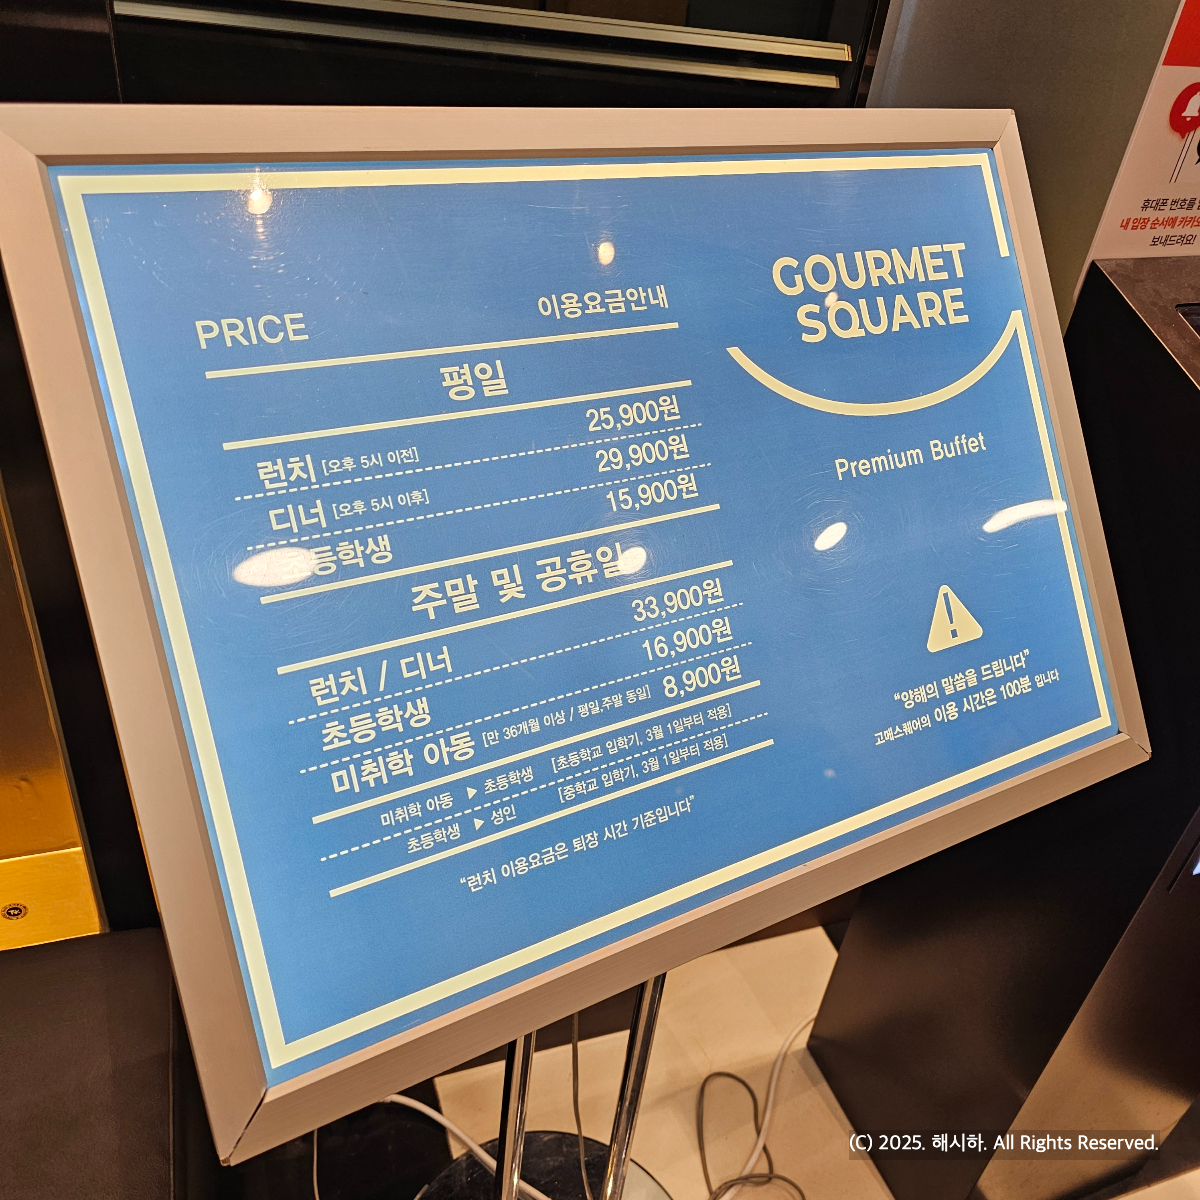 PRICE 이용요금안내
평일
런치 [오후 5시 이전] 25,900원
디너 [오후 5시 이후] 29,900원
초등학생 15,900원
주말 및 공휴일
런치 / 디너 33,900원
초등학생 16,900원
미취학 아동 [만 36개월 이상 / 평일,주말 동일] 8,900원
미취학 아동 ▶ 초등학생 [초등학교 입학기, 3월 1일부터 적용]
초등학생 ▶ 성인 [중학교 입학기, 3월 1일부터 적용]
“런치 이용요금은 퇴장 시간 기준입니다”
GOURMET
SQUARE
Premium Buffet
“양해의 말씀을 드립니다”
고메스퀘어의 이용 시간은 100분 입니다
휴대폰 번호를
내 입장 순서에
보내드려요!
(C) 2025. 해시하. All Rights Reserved.